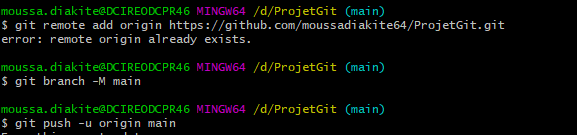 moussa.diakite@DCIREODCPR46 MINGW64 /d/ProjetGit (main)
$ git remote add origin https://github.com/moussadiakite64/ProjetGit.git
error: remote origin already exists.
moussa.diakite@DCIREODCPR46 MINGW64 /d/ProjetGit (main)
$ git branch -M main
moussa.diakite@DCIREODCPR46 MINGW64 /d/ProjetGit (main)
$ git push -u origin main